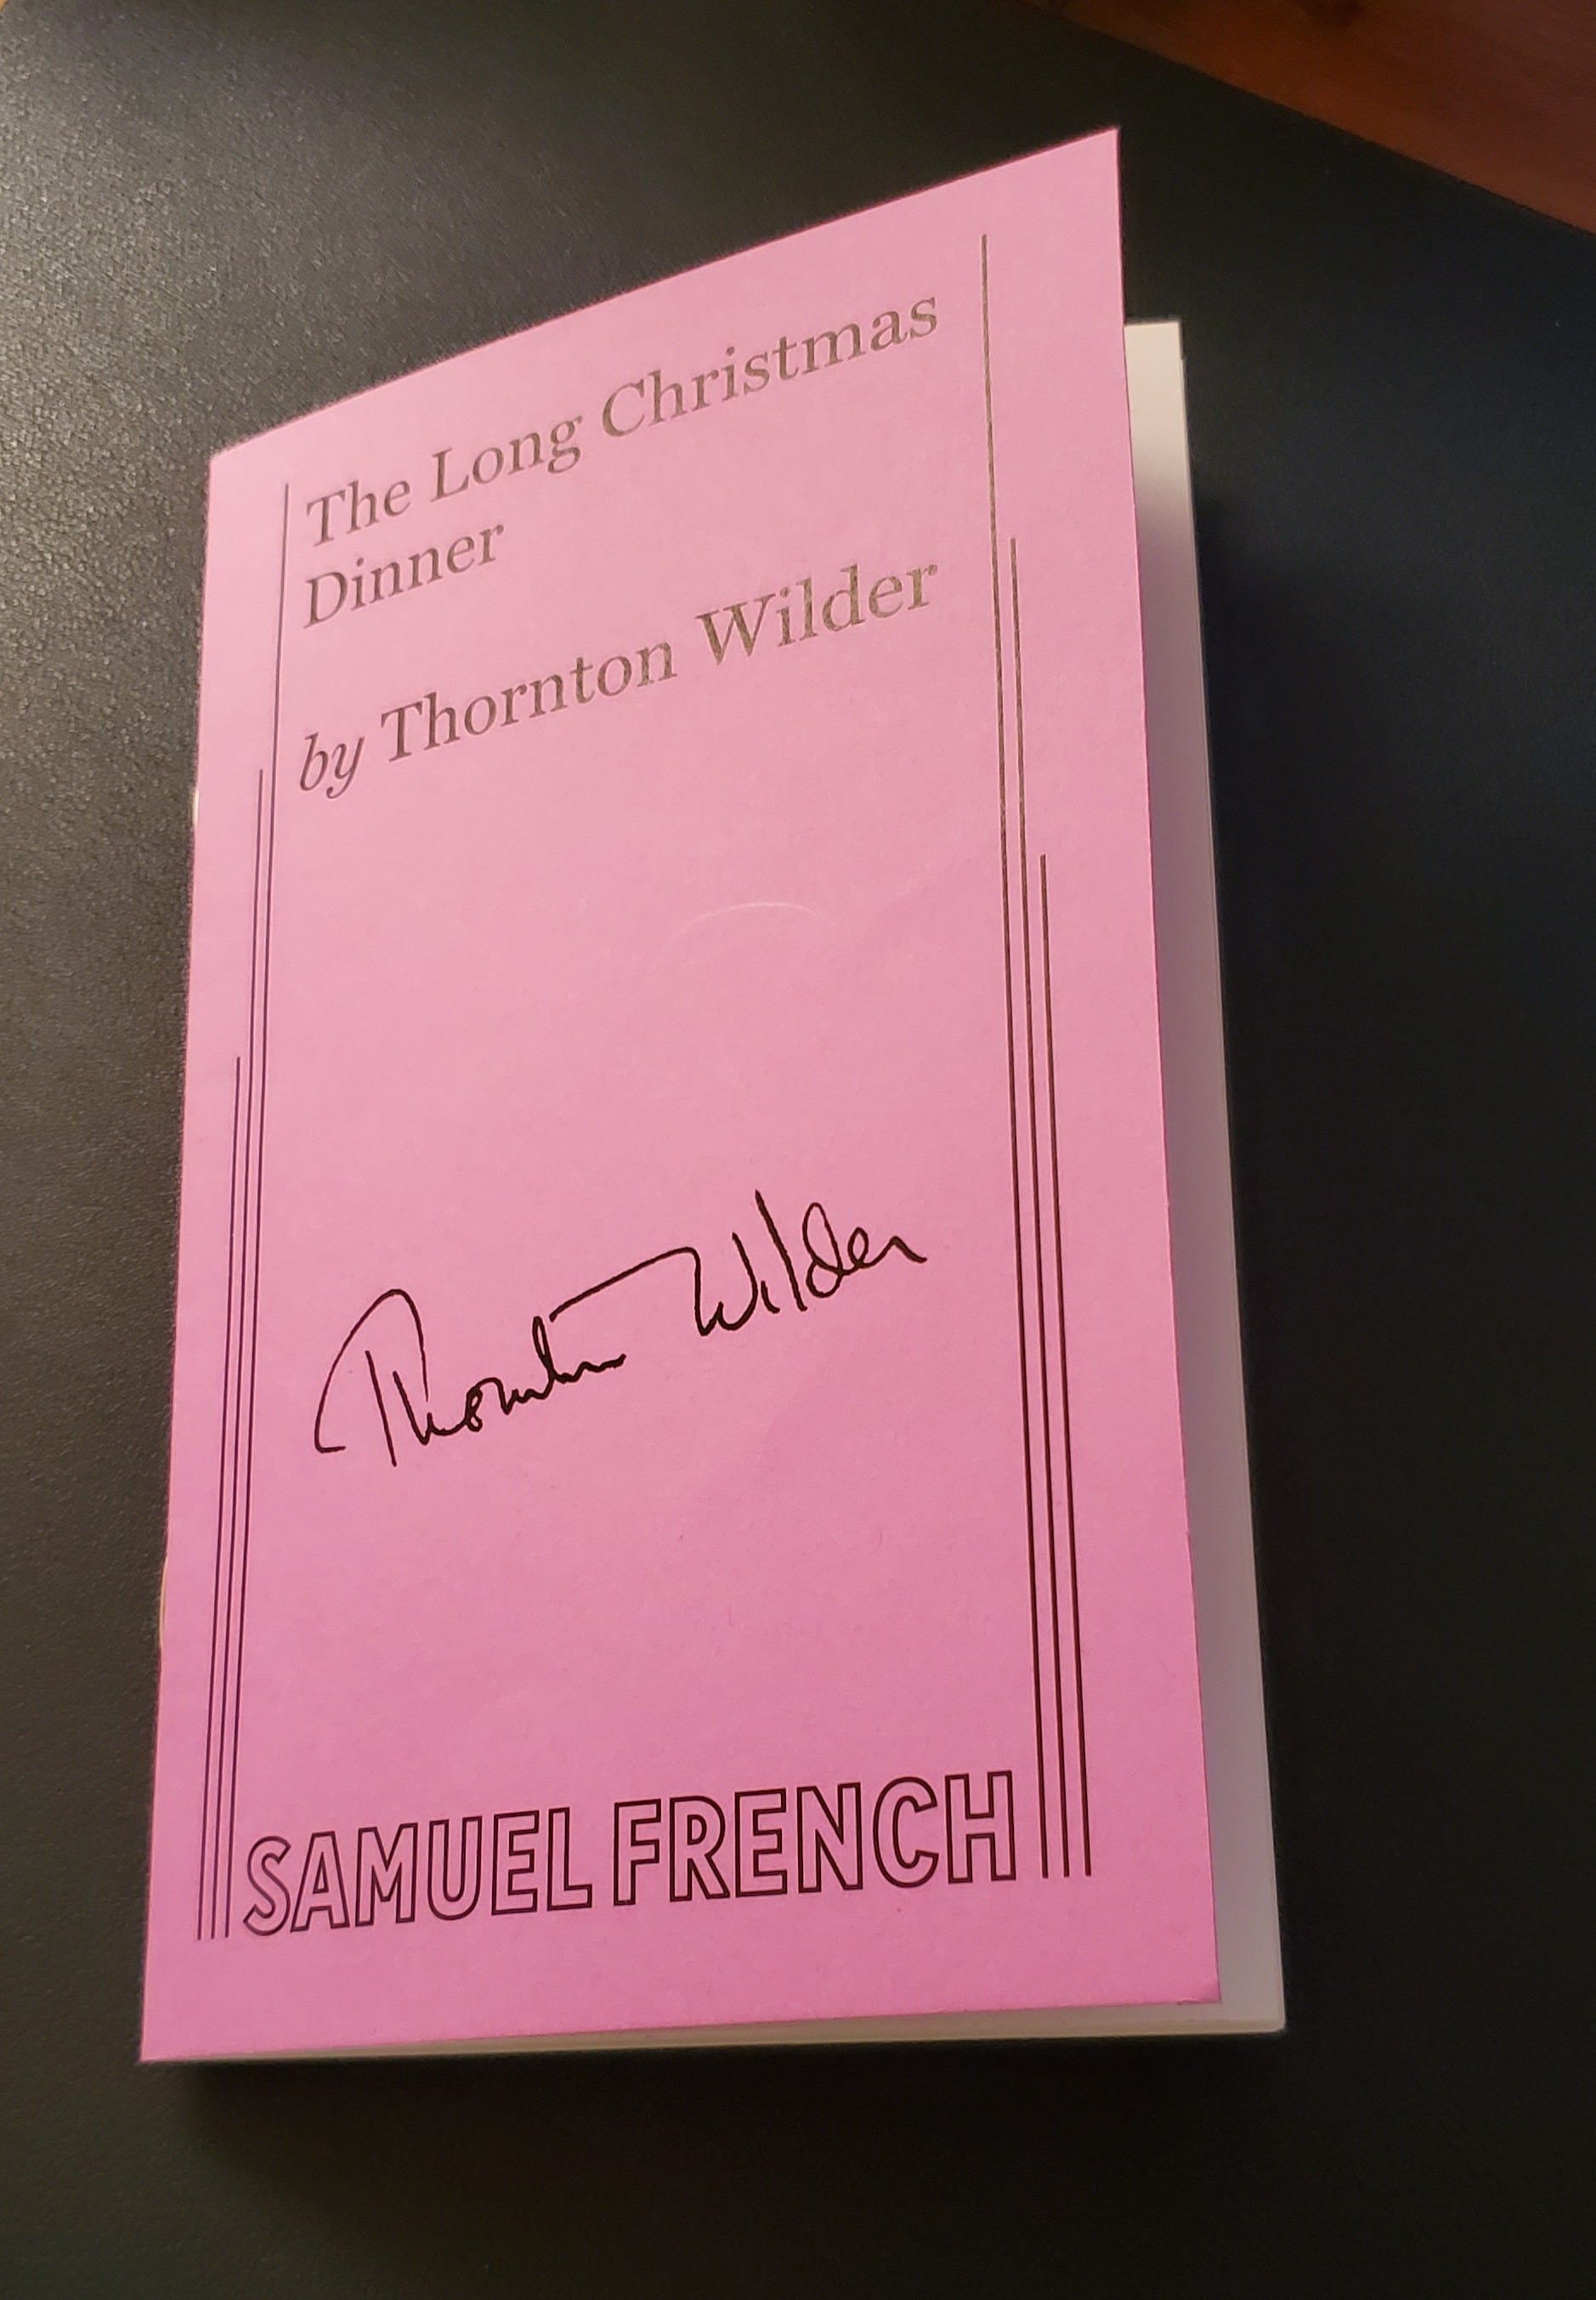 The Long Christmas
Dinner
by Thornton Wilder
Thornton Wilder
SAMUEL FRENCH